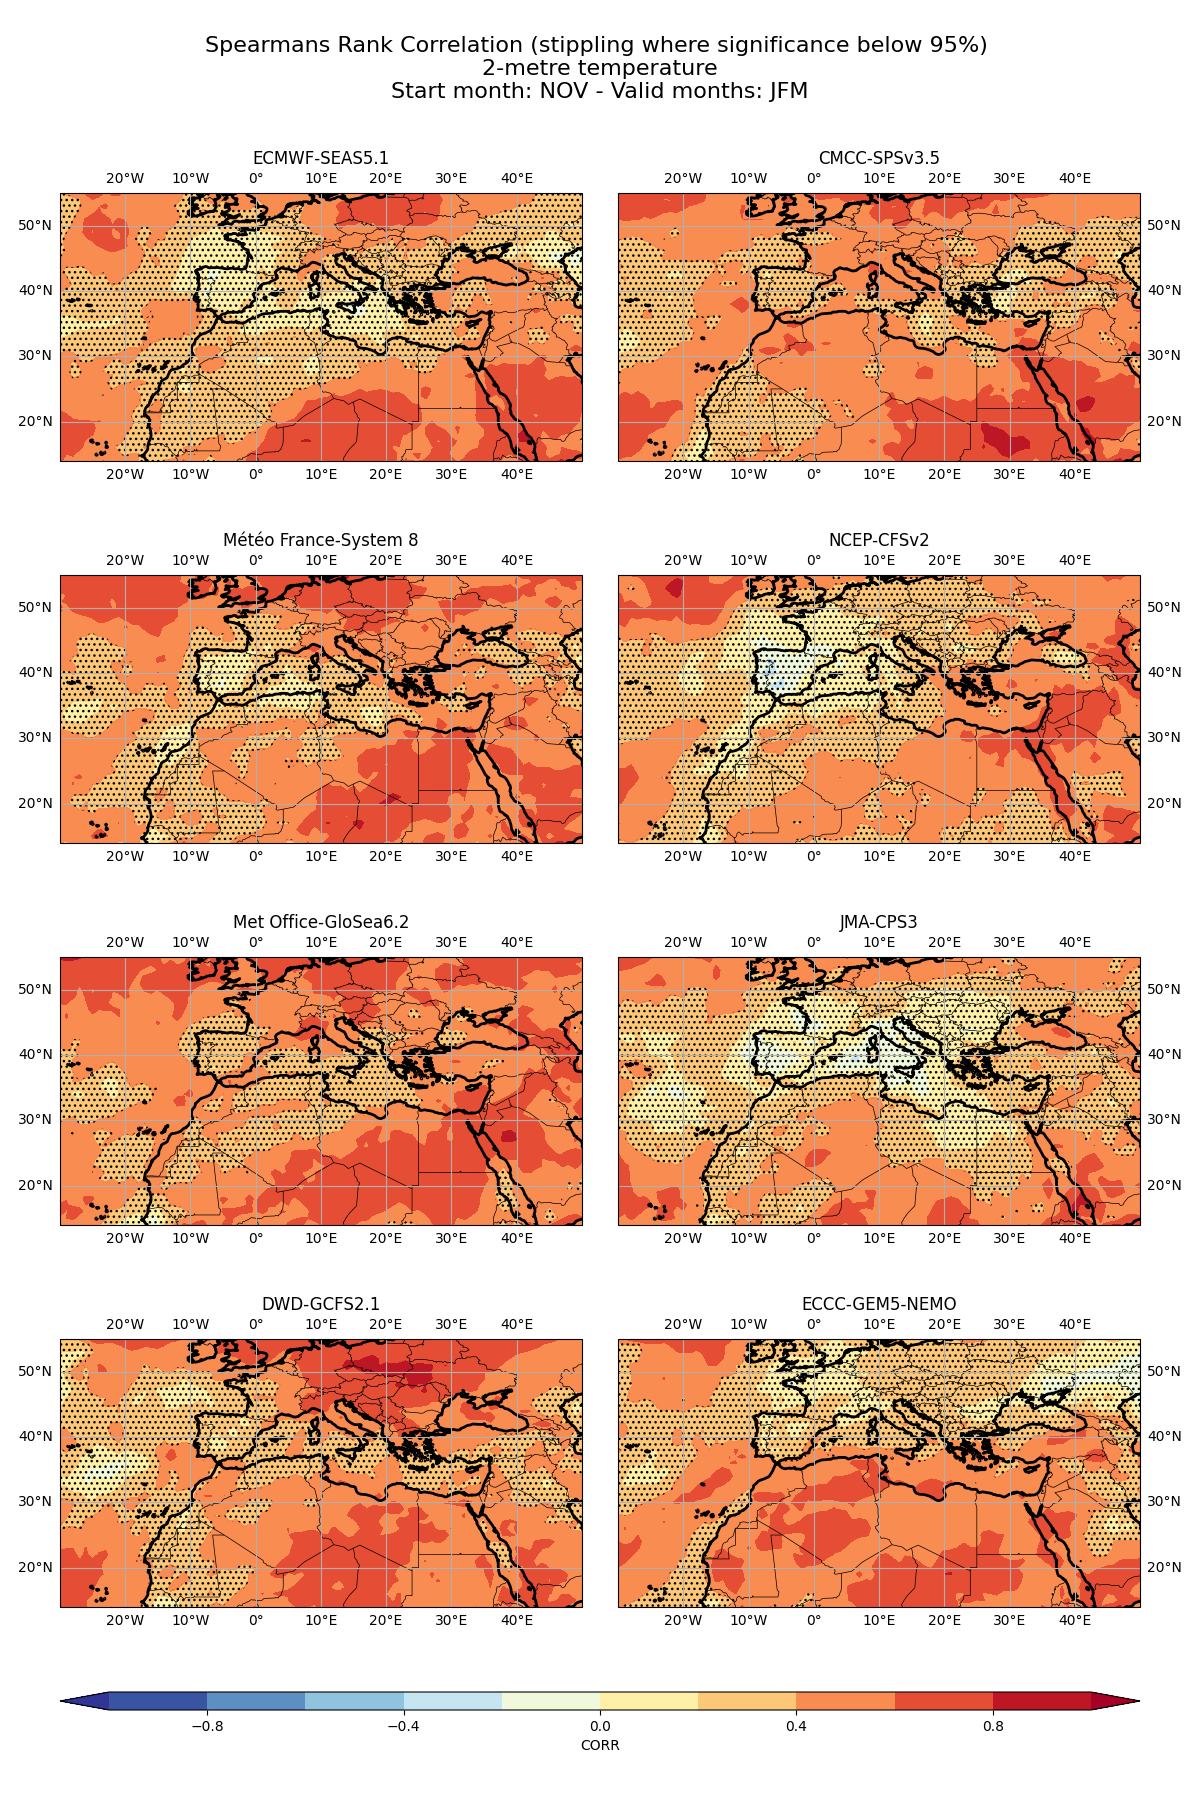 Spearmans Rank Correlation (stippling where significance below 95%)
2-metre temperature
Start month: NOV - Valid months: JFM
ECMWF-SEAS5.1
CMCC-SPSv3.5
20°W 10°W 0° 10°E 20°E 30°E 40°E
20°W 10°W 0° 10°E 20°E 30°E 40°E
50°N
40°N
30°N
20°N
50°N
40°N
30°N
20°N
20°W 10°W 0° 10°E 20°E 30°E 40°E
20°W 10°W 0° 10°E 20°E 30°E 40°E
Météo France-System 8
NCEP-CFSv2
20°W 10°W 0° 10°E 20°E 30°E 40°E
20°W 10°W 0° 10°E 20°E 30°E 40°E
50°N
40°N
30°N
20°N
50°N
40°N
30°N
20°N
20°W 10°W 0° 10°E 20°E 30°E 40°E
20°W 10°W 0° 10°E 20°E 30°E 40°E
Met Office-GloSea6.2
JMA-CPS3
20°W 10°W 0° 10°E 20°E 30°E 40°E
20°W 10°W 0° 10°E 20°E 30°E 40°E
50°N
40°N
30°N
20°N
50°N
40°N
30°N
20°N
20°W 10°W 0° 10°E 20°E 30°E 40°E
20°W 10°W 0° 10°E 20°E 30°E 40°E
DWD-GCFS2.1
ECCC-GEM5-NEMO
20°W 10°W 0° 10°E 20°E 30°E 40°E
20°W 10°W 0° 10°E 20°E 30°E 40°E
50°N
40°N
30°N
20°N
50°N
40°N
30°N
20°N
20°W 10°W 0° 10°E 20°E 30°E 40°E
20°W 10°W 0° 10°E 20°E 30°E 40°E
−0.8 −0.4 0.0 0.4 0.8
CORR